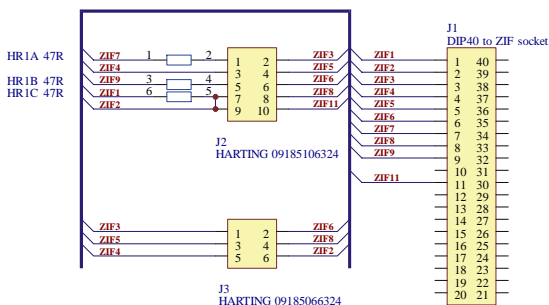 HR1A 47R
HR1B 47R
HR1C 47R
ZIF7 1 2 1 2 ZIF3
ZIF4 3 4 ZIF5
ZIF9 3 4 5 6 ZIF6
ZIF1 6 5 7 8 ZIF8
ZIF2 9 10 ZIF11
J2
HARTING 09185106324
ZIF3 1 2 ZIF6
ZIF5 3 4 ZIF8
ZIF4 5 6 ZIF2
J3
HARTING 09185066324
J1
DIP40 to ZIF socket
ZIF1 1 40
ZIF2 2 39
ZIF3 3 38
ZIF4 4 37
ZIF5 5 36
ZIF6 6 35
ZIF7 7 34
ZIF8 8 33
ZIF9 9 32
10 31
ZIF11 11 30
12 29
13 28
14 27
15 26
16 25
17 24
18 23
19 22
20 21